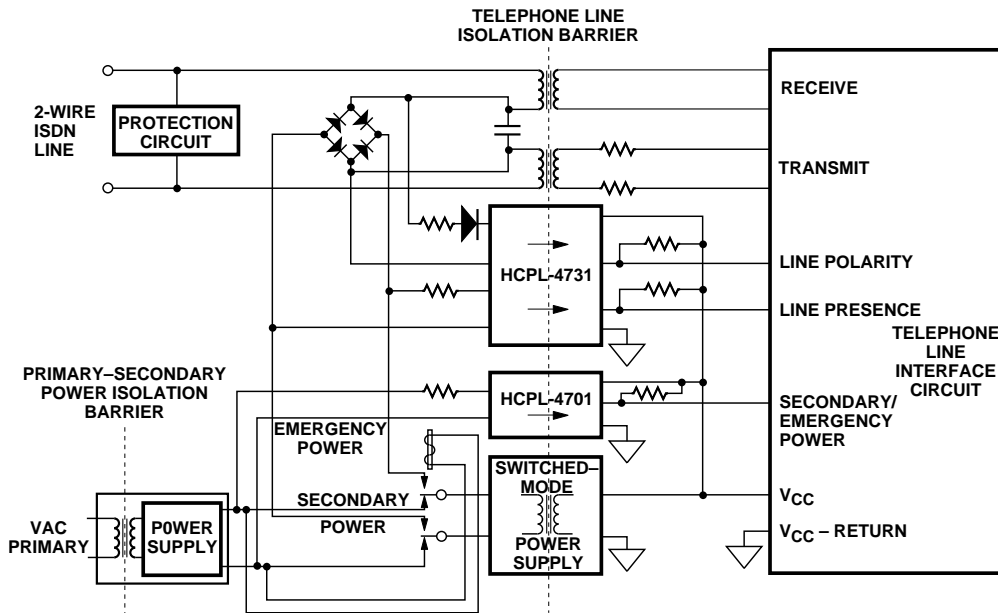 TELEPHONE LINE
ISOLATION BARRIER
2-WIRE
ISDN
LINE
PROTECTION
CIRCUIT
RECEIVE
TRANSMIT
HCPL-4731
LINE POLARITY
LINE PRESENCE
TELEPHONE
LINE
INTERFACE
CIRCUIT
PRIMARY–SECONDARY
POWER ISOLATION
BARRIER
HCPL-4701
EMERGENCY
POWER
SECONDARY/
EMERGENCY
POWER
SWITCHED–
MODE
POWER
SUPPLY
SECONDARY
POWER
VAC
PRIMARY
P0WER
SUPPLY
VCC
VCC – RETURN